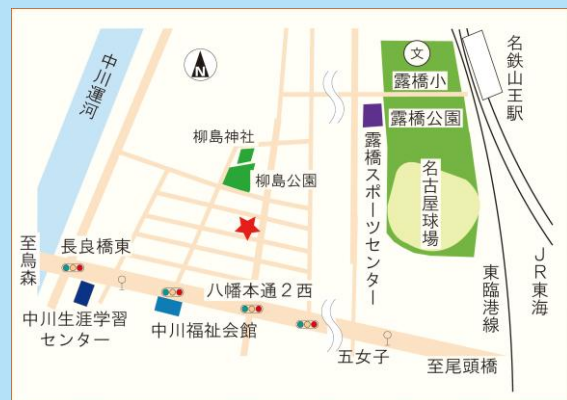 中川運河
N
文
露橋小
名鉄山王駅
柳島神社
露橋公園
柳島公園
露橋スポーツセンター
名古屋球場
至烏森
長良橋東
八幡本通２西
中川生涯学習
センター
中川福祉会館
五女子
至尾頭橋
東臨港線
ＪＲ東海